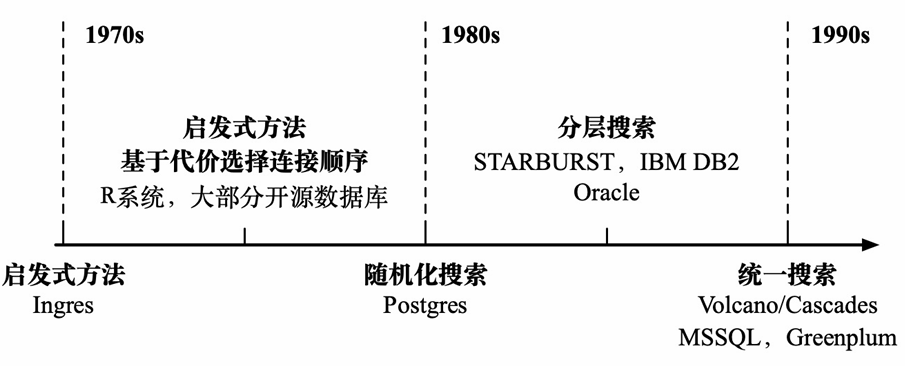 1970s
1980s
1990s
启发式方法
基于代价选择连接顺序
R系统，大部分开源数据库
分层搜索
STARBURST，IBM DB2
Oracle
启发式方法
Ingres
随机化搜索
Postgres
统一搜索
Volcano/Cascades
MSSQL，Greenplum